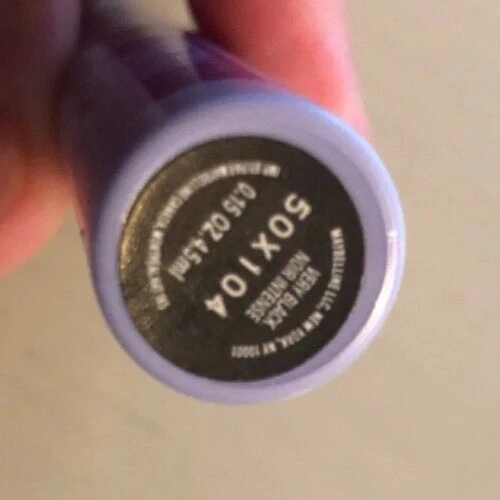 MAYBELLINE LLC, NEW YORK, NY 10001
VERY BLACK
NOIR INTENSE
50X104
0.15 OZ 4.5ml